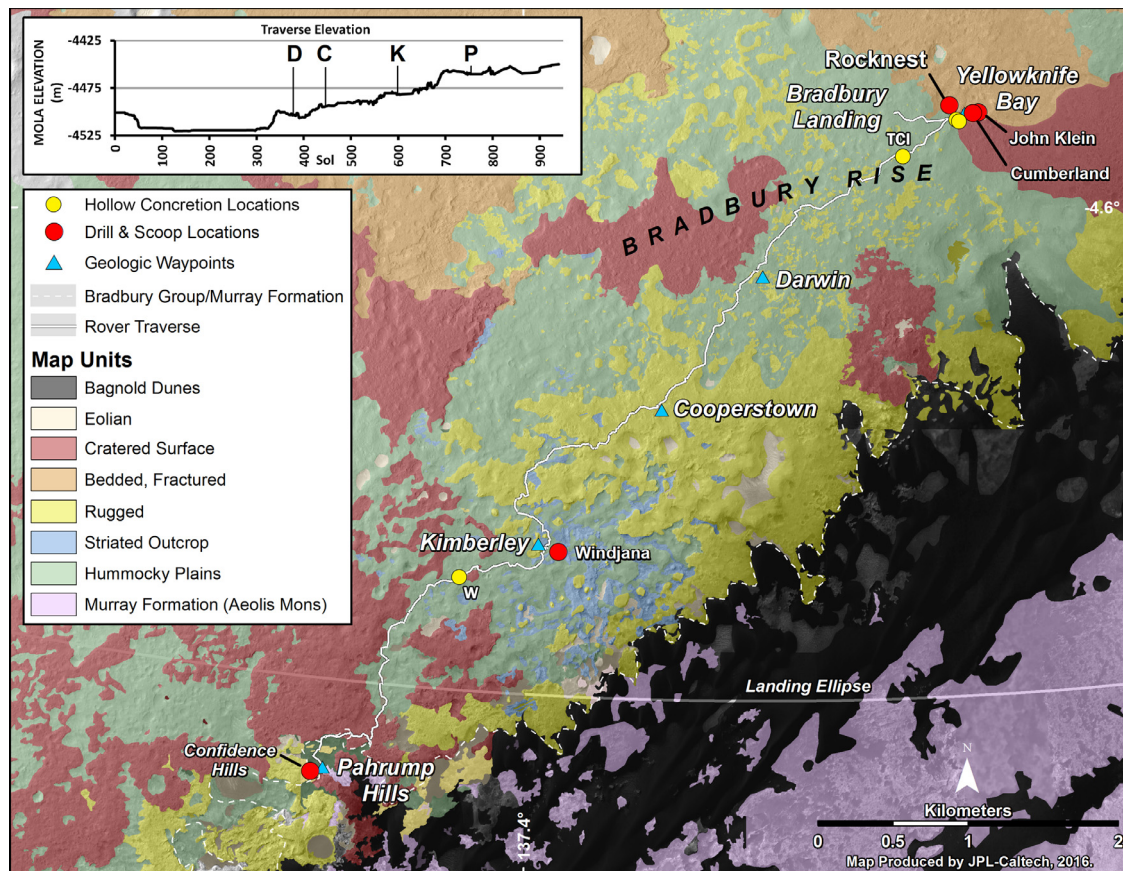 Traverse Elevation
-4425
-4475
-4525
MOLA ELEVATION
(m)
D C K P
0 100 200 300 400 500 600 700 800 900
Sol
Hollow Concretion Locations
Drill & Scoop Locations
Geologic Waypoints
Bradbury Group/Murray Formation
Rover Traverse
Map Units
Bagnold Dunes
Eolian
Cratered Surface
Bedded, Fractured
Rugged
Striated Outcrop
Hummocky Plains
Murray Formation (Aeolis Mons)
Rocknest
Yellowknife
Bay
Bradbury
Landing
John Klein
TCI
Cumberland
BRADBURY RISE
-4.6°
Darwin
Cooperstown
Kimberley
Windjana
W
Landing Ellipse
Confidence
Hills
Pahrump
Hills
137.4°
N
Kilometers
0 0.5 1 2
Map Produced by JPL-Caltech, 2016.